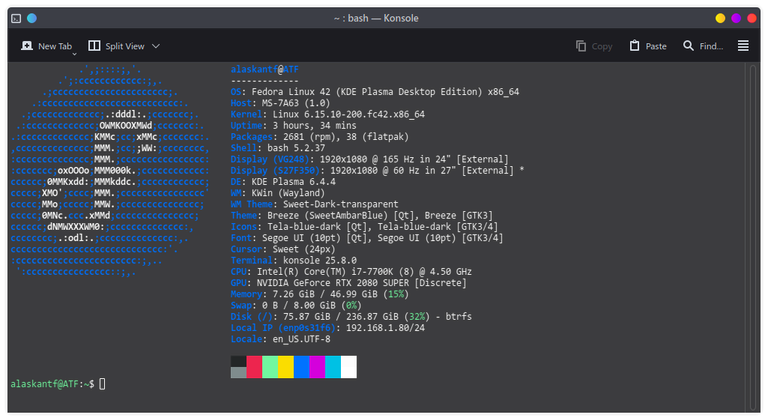 ~ : bash — Konsole
New Tab
Split View
Copy
Paste
Find...
alaskantf@ATF
-------------
OS: Fedora Linux 42 (KDE Plasma Desktop Edition) x86_64
Host: MS-7A63 (1.0)
Kernel: Linux 6.15.10-200.fc42.x86_64
Uptime: 3 hours, 34 mins
Packages: 2681 (rpm), 38 (flatpak)
Shell: bash 5.2.37
Display (VG248): 1920x1080 @ 165 Hz in 24" [External]
Display (S27F350): 1920x1080 @ 60 Hz in 27" [External] *
DE: KDE Plasma 6.4.4
WM: KWin (Wayland)
WM Theme: Sweet-Dark-transparent
Theme: Breeze (SweetAmbarBlue) [Qt], Breeze [GTK3]
Icons: Tela-blue-dark [Qt], Tela-blue-dark [GTK3/4]
Font: Segoe UI (10pt) [Qt], Segoe UI (10pt) [GTK3/4]
Cursor: Sweet (24px)
Terminal: konsole 25.8.0
CPU: Intel(R) Core(TM) i7-7700K (8) @ 4.50 GHz
GPU: NVIDIA GeForce RTX 2080 SUPER [Discrete]
Memory: 7.26 GiB / 46.99 GiB (15%)
Swap: 0 B / 8.00 GiB (0%)
Disk (/): 75.87 GiB / 236.87 GiB (32%) - btrfs
Local IP (enp0s31f6): 192.168.1.80/24
Locale: en_US.UTF-8
alaskantf@ATF:~$